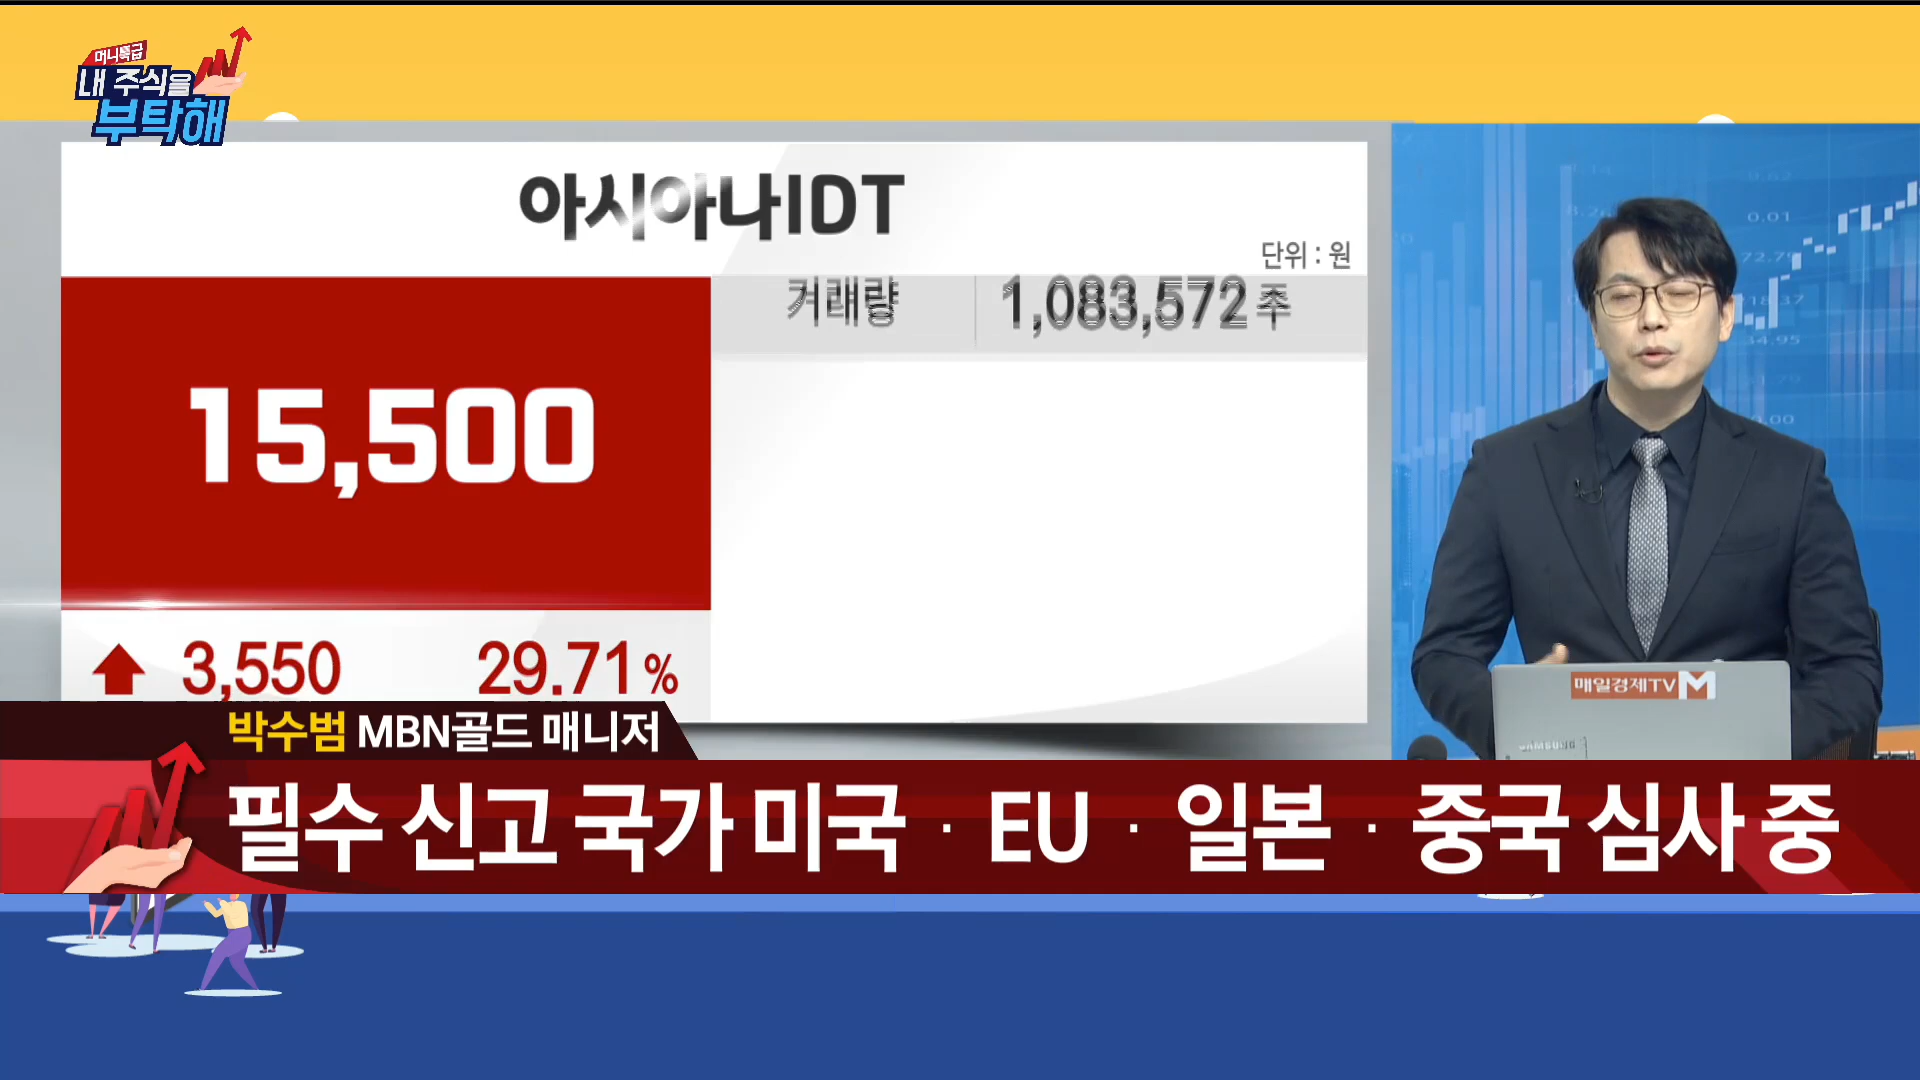 머니특급
내 주식을
부탁해
아시아나IDT
단위 : 원
15,500
거래량 1,083,572 주
3,550 29.71 %
매일경제TV M
SAMSUNG
박수범 MBN골드 매니저
필수 신고 국가 미국 · EU · 일본 · 중국 심사 중